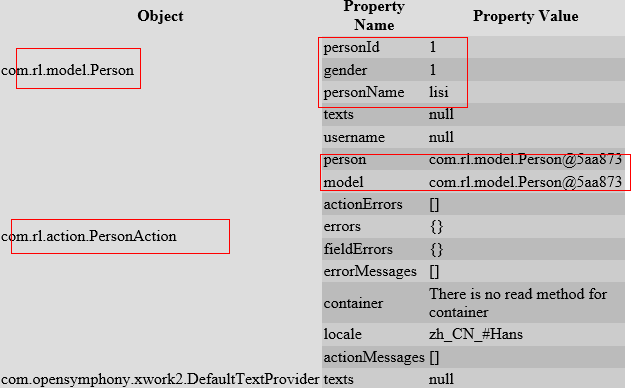 Object Property Name Property Value
com.rl.model.Person
personId 1
gender 1
personName lisi
com.rl.action.PersonAction
texts null
username null
person com.rl.model.Person@5aa873
model com.rl.model.Person@5aa873
actionErrors []
errors {}
fieldErrors {}
errorMessages []
container There is no read method for container
locale zh_CN_#Hans
actionMessages []
com.opensymphony.xwork2.DefaultTextProvider texts null